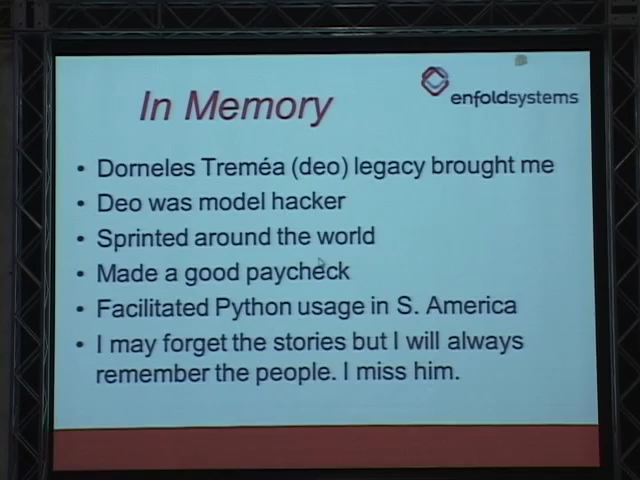 In Memory
enfoldsystems
• Dorneles Treméa (deo) legacy brought me
• Deo was model hacker
• Sprinted around the world
• Made a good paycheck
• Facilitated Python usage in S. America
• I may forget the stories but I will always
remember the people. I miss him.